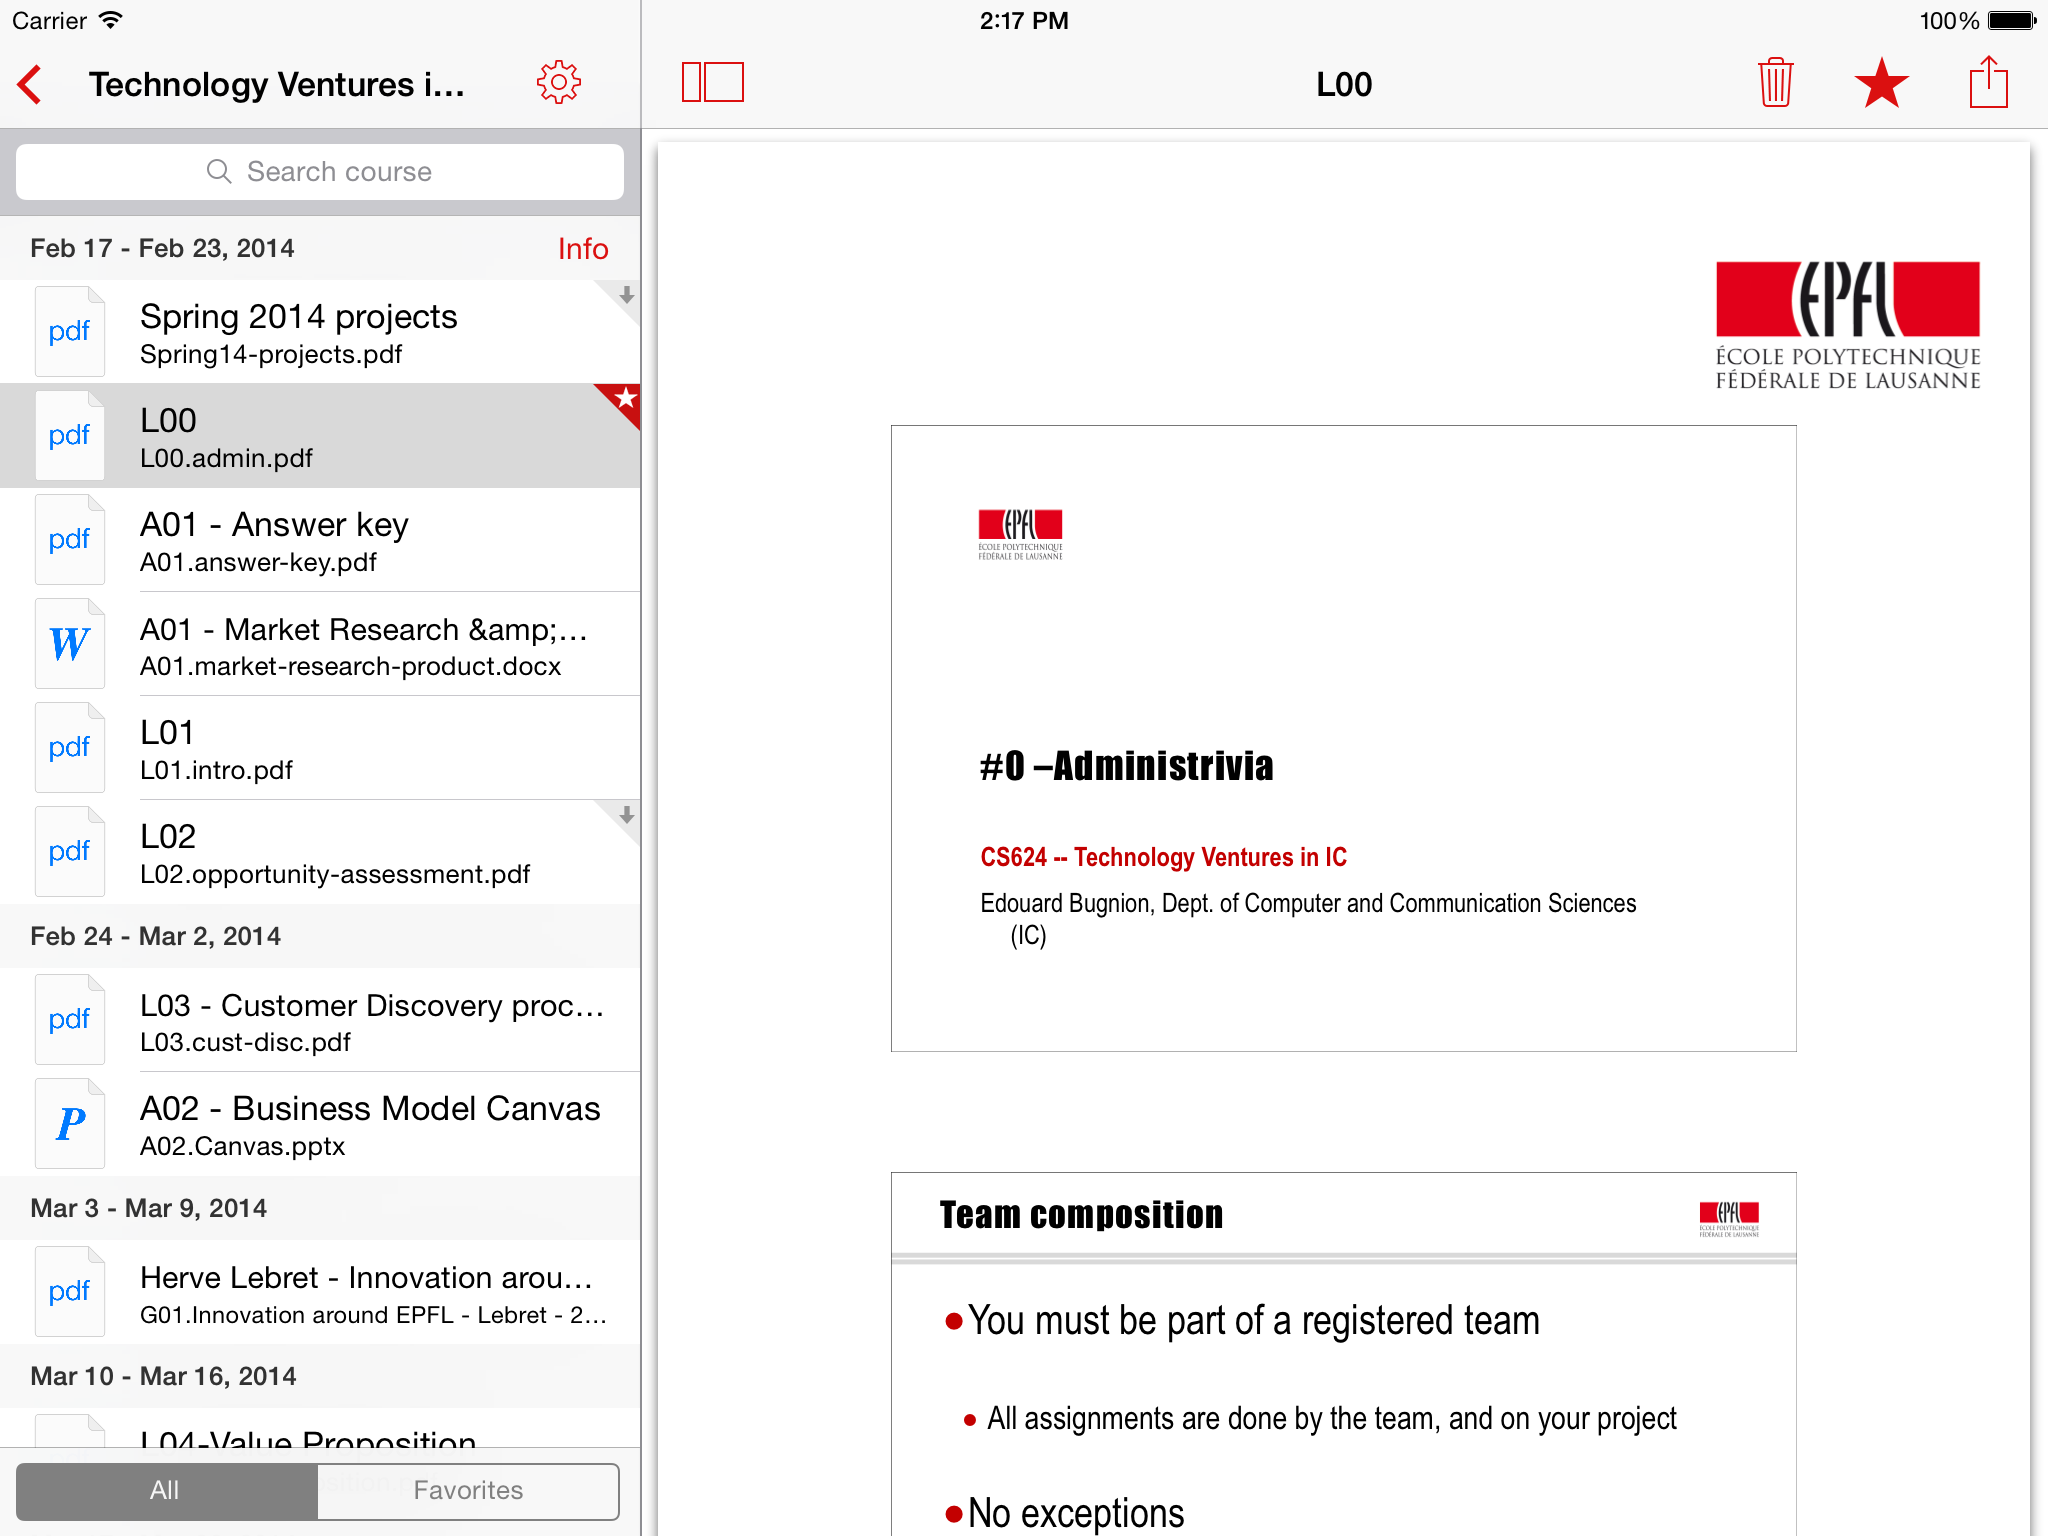 Carrier
2:17 PM
100%
Technology Ventures i...
L00
Search course
Feb 17 - Feb 23, 2014
Info
pdf
Spring 2014 projects
Spring14-projects.pdf
pdf
L00
L00.admin.pdf
pdf
A01 - Answer key
A01.answer-key.pdf
W
A01 - Market Research &amp;...
A01.market-research-product.docx
pdf
L01
L01.intro.pdf
pdf
L02
L02.opportunity-assessment.pdf
Feb 24 - Mar 2, 2014
pdf
L03 - Customer Discovery proc...
L03.cust-disc.pdf
P
A02 - Business Model Canvas
A02.Canvas.pptx
Mar 3 - Mar 9, 2014
pdf
Herve Lebret - Innovation arou...
G01.Innovation around EPFL - Lebret - 2...
Mar 10 - Mar 16, 2014
L04-Value Proposition
All
Favorites
EPFL
ÉCOLE POLYTECHNIQUE
FÉDÉRALE DE LAUSANNE
EPFL
ÉCOLE POLYTECHNIQUE
FÉDÉRALE DE LAUSANNE
#0 –Administrivia
CS624 -- Technology Ventures in IC
Edouard Bugnion, Dept. of Computer and Communication Sciences
(IC)
Team composition
EPFL
ÉCOLE POLYTECHNIQUE
FÉDÉRALE DE LAUSANNE
●You must be part of a registered team
● All assignments are done by the team, and on your project
●No exceptions